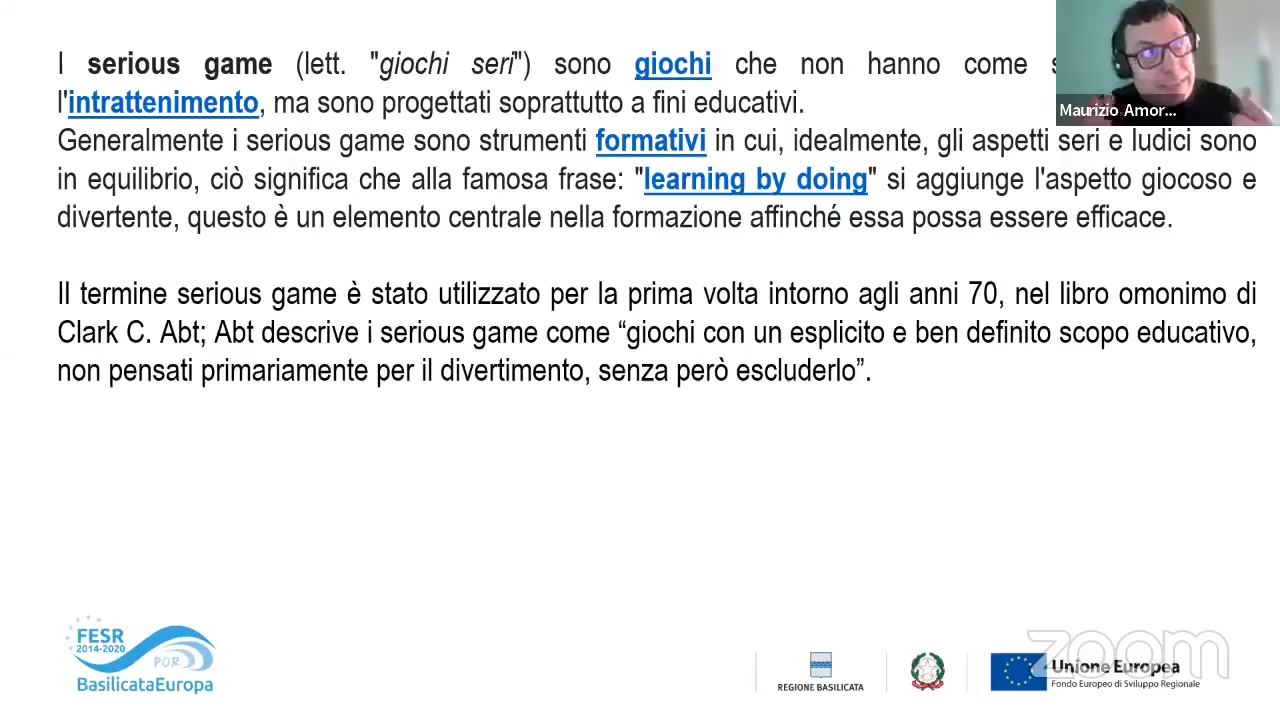 I serious game (lett. "giochi seri") sono giochi che non hanno come
l'intrattenimento, ma sono progettati soprattutto a fini educativi.
Generalmente i serious game sono strumenti formativi in cui, idealmente, gli aspetti seri e ludici sono
in equilibrio, ciò significa che alla famosa frase: "learning by doing" si aggiunge l'aspetto giocoso e
divertente, questo è un elemento centrale nella formazione affinché essa possa essere efficace.
Il termine serious game è stato utilizzato per la prima volta intorno agli anni 70, nel libro omonimo di
Clark C. Abt; Abt descrive i serious game come “giochi con un esplicito e ben definito scopo educativo,
non pensati primariamente per il divertimento, senza però escluderlo”.
Maurizio Amor...
FESR
2014-2020
POR
BasilicataEuropa
REGIONE BASILICATA
Unione Europea
Fondo Europeo di Sviluppo Regionale
zoom